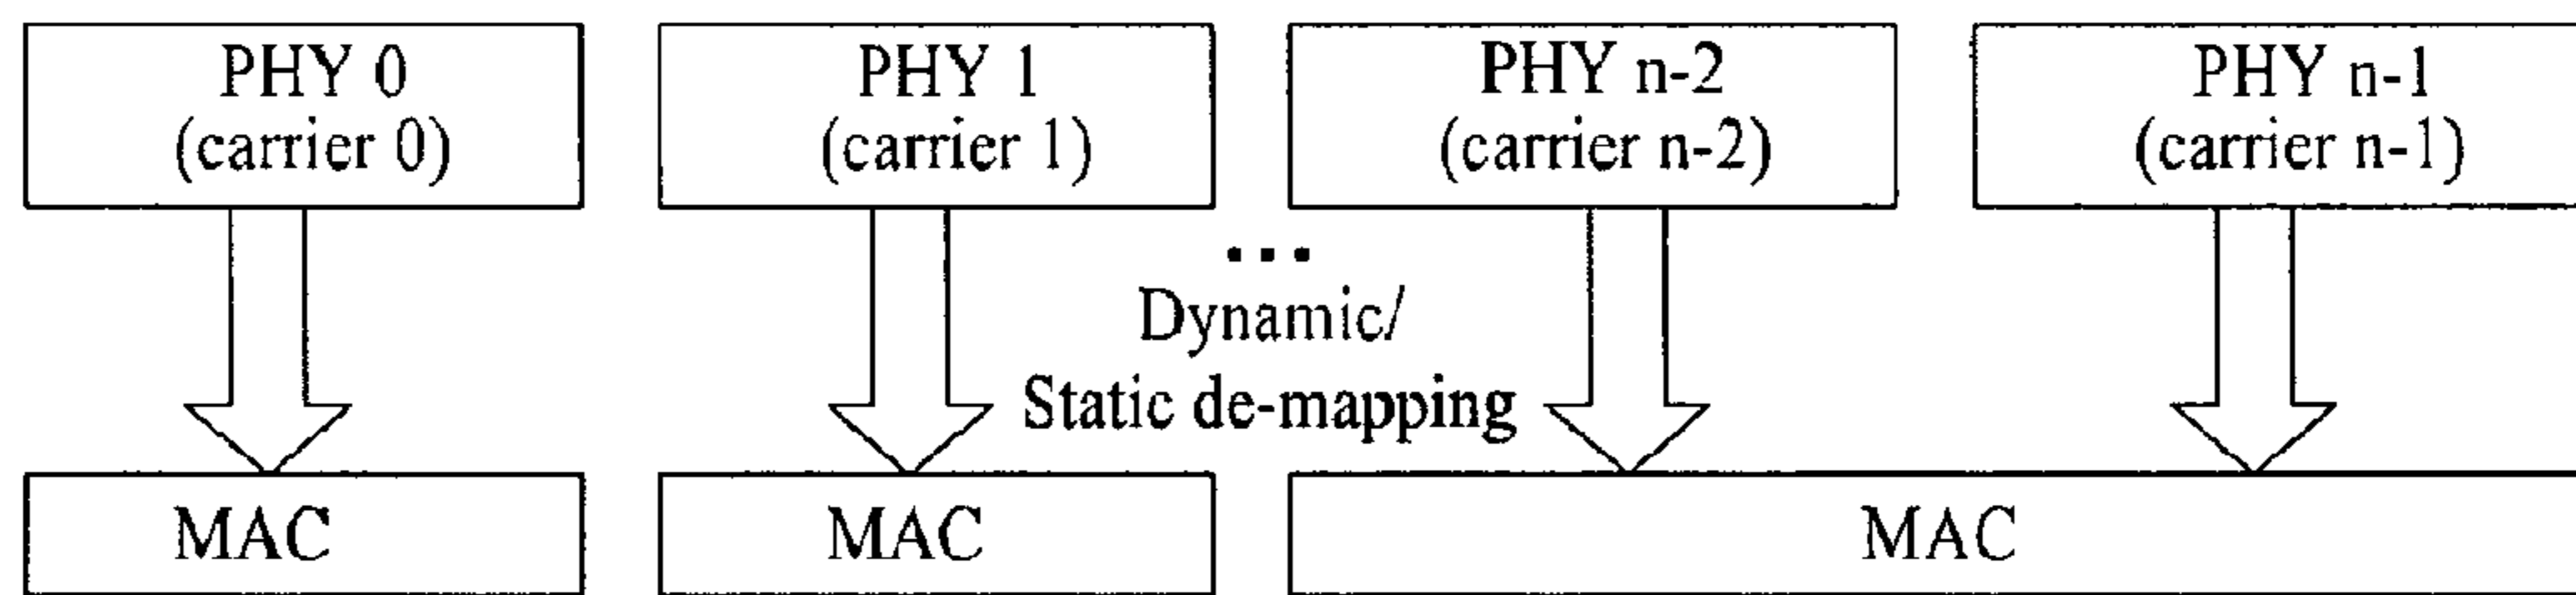 PHY 0
(carrier 0)
PHY 1
(carrier 1)
PHY n-2
(carrier n-2)
PHY n-1
(carrier n-1)
...
Dynamic/
Static de-mapping
MAC
MAC
MAC